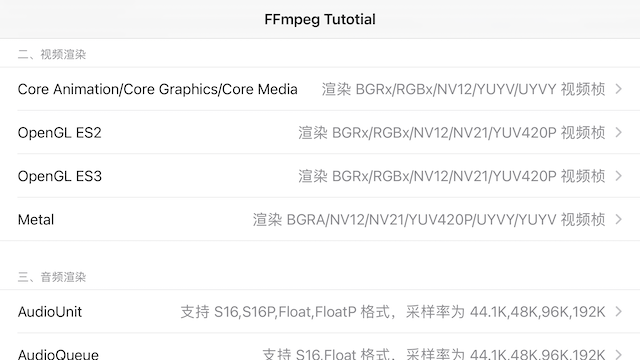 FFmpeg Tutotial
二、视频渲染
Core Animation/Core Graphics/Core Media 渲染 BGRx/RGBx/NV12/YUYV/UYVY 视频桢
OpenGL ES2 渲染 BGRx/RGBx/NV12/NV21/YUV420P 视频桢
OpenGL ES3 渲染 BGRx/RGBx/NV12/NV21/YUV420P 视频桢
Metal 渲染 BGRA/NV12/NV21/YUV420P/UYVY/YUYV 视频桢
三、音频渲染
AudioUnit 支持 S16,S16P,Float,FloatP 格式，采样率为 44.1K,48K,96K,192K
AudioQueue 支持 S16,Float 格式，采样率为 44.1K,48K,96K,192K